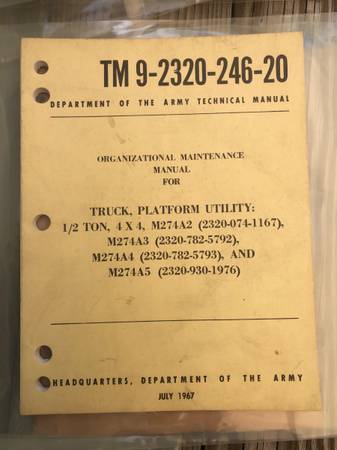 TM 9-2320-246-20
DEPARTMENT OF THE ARMY TECHNICAL MANUAL
ORGANIZATIONAL MAINTENANCE
MANUAL
FOR
TRUCK, PLATFORM UTILITY:
1/2 TON, 4 X 4, M274A2 (2320-074-1167),
M274A3 (2320-782-5792),
M274A4 (2320-782-5793), AND
M274A5 (2320-930-1976)
HEADQUARTERS, DEPARTMENT OF THE ARMY
JULY 1967